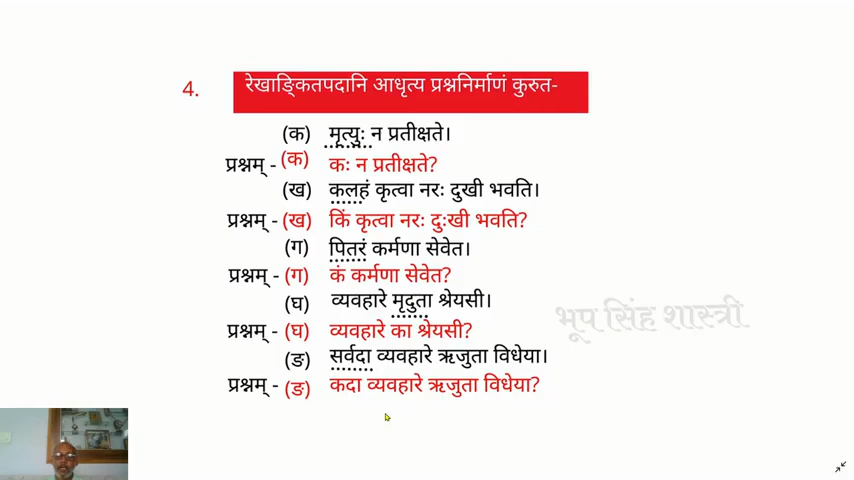 4. रेखाङ्कितपदानि आधृत्य प्रश्ननिर्माणं कुरुत-
(क) मृत्युः न प्रतीक्षते।
प्रश्नम् - (क) कः न प्रतीक्षते?
(ख) कलहं कृत्वा नरः दुखी भवति।
प्रश्नम् - (ख) किं कृत्वा नरः दुःखी भवति?
(ग) पितरं कर्मणा सेवेत।
प्रश्नम् - (ग) कं कर्मणा सेवेत?
(घ) व्यवहारे मृदुता श्रेयसी।
प्रश्नम् - (घ) व्यवहारे का श्रेयसी?
(ङ) सर्वदा व्यवहारे ऋजुता विधेया।
प्रश्नम् - (ङ) कदा व्यवहारे ऋजुता विधेया?
भूप सिंह शास्त्री